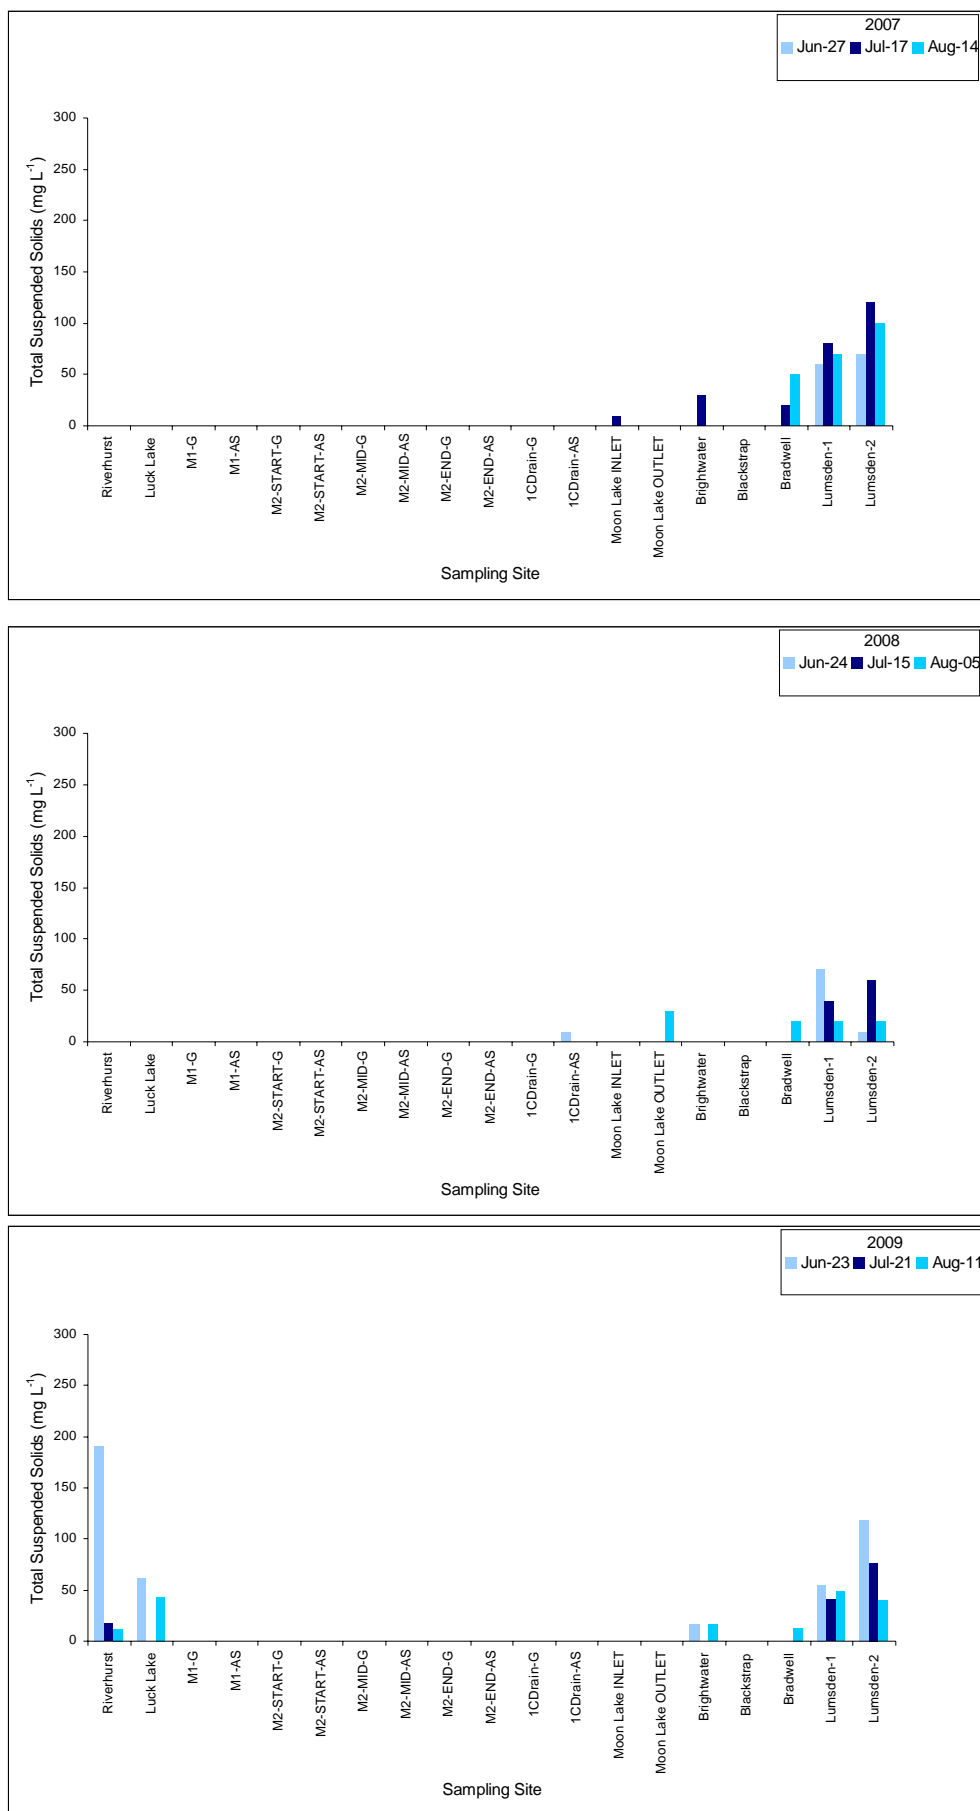 2007
Jun-27 Jul-17 Aug-14
Total Suspended Solids (mg L-1)
300
250
200
150
100
50
0
Riverhurst
Luck Lake
M1-G
M1-AS
M2-START-G
M2-START-AS
M2-MID-G
M2-MID-AS
M2-END-G
M2-END-AS
1CDrain-G
1CDrain-AS
Moon Lake INLET
Moon Lake OUTLET
Brightwater
Blackstrap
Bradwell
Lumsden-1
Lumsden-2
Sampling Site
2008
Jun-24 Jul-15 Aug-05
Total Suspended Solids (mg L-1)
300
250
200
150
100
50
0
Riverhurst
Luck Lake
M1-G
M1-AS
M2-START-G
M2-START-AS
M2-MID-G
M2-MID-AS
M2-END-G
M2-END-AS
1CDrain-G
1CDrain-AS
Moon Lake INLET
Moon Lake OUTLET
Brightwater
Blackstrap
Bradwell
Lumsden-1
Lumsden-2
Sampling Site
2009
Jun-23 Jul-21 Aug-11
Total Suspended Solids (mg L-1)
300
250
200
150
100
50
0
Riverhurst
Luck Lake
M1-G
M1-AS
M2-START-G
M2-START-AS
M2-MID-G
M2-MID-AS
M2-END-G
M2-END-AS
1CDrain-G
1CDrain-AS
Moon Lake INLET
Moon Lake OUTLET
Brightwater
Blackstrap
Bradwell
Lumsden-1
Lumsden-2
Sampling Site